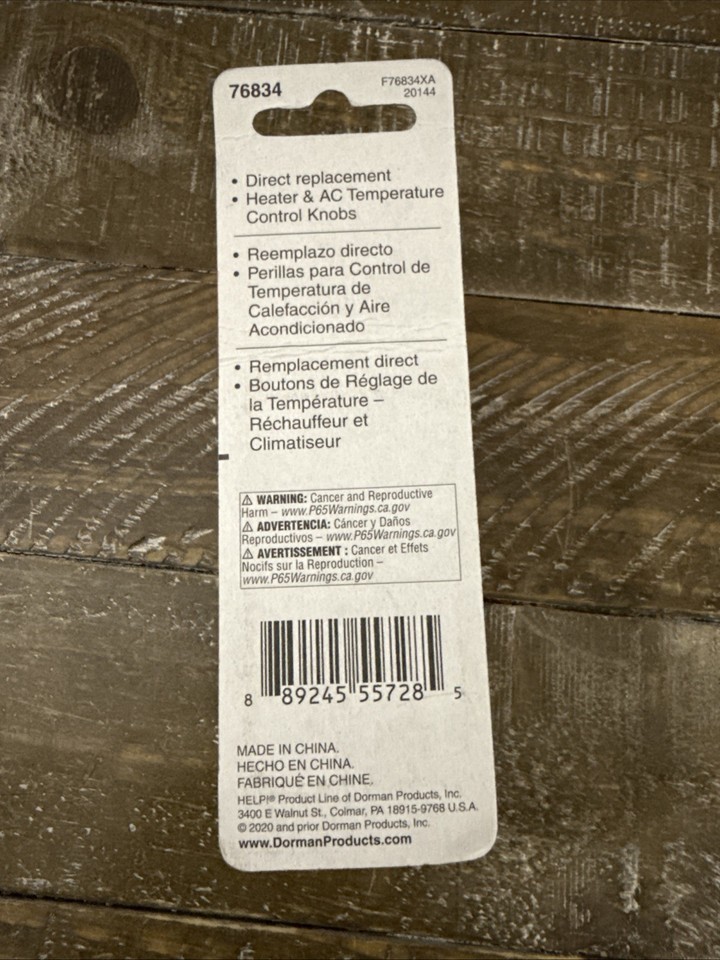 76834
F76834XA
20144
• Direct replacement
• Heater & AC Temperature
Control Knobs
• Reemplazo directo
• Perillas para Control de
Temperatura de
Calefacción y Aire
Acondicionado
• Remplacement direct
• Boutons de Réglage de
la Température –
Réchauffeur et
Climatiseur
⚠ WARNING: Cancer and Reproductive
Harm – www.P65Warnings.ca.gov
⚠ ADVERTENCIA: Cáncer y Daños
Reproductivos – www.P65Warnings.ca.gov
⚠ AVERTISSEMENT : Cancer et Effets
Nocifs sur la Reproduction –
www.P65Warnings.ca.gov
8 89245 55728 5
MADE IN CHINA.
HECHO EN CHINA.
FABRIQUÉ EN CHINE.
HELP!® Product Line of Dorman Products, Inc.
3400 E Walnut St., Colmar, PA 18915-9768 U.S.A.
© 2020 and prior Dorman Products, Inc.
www.DormanProducts.com